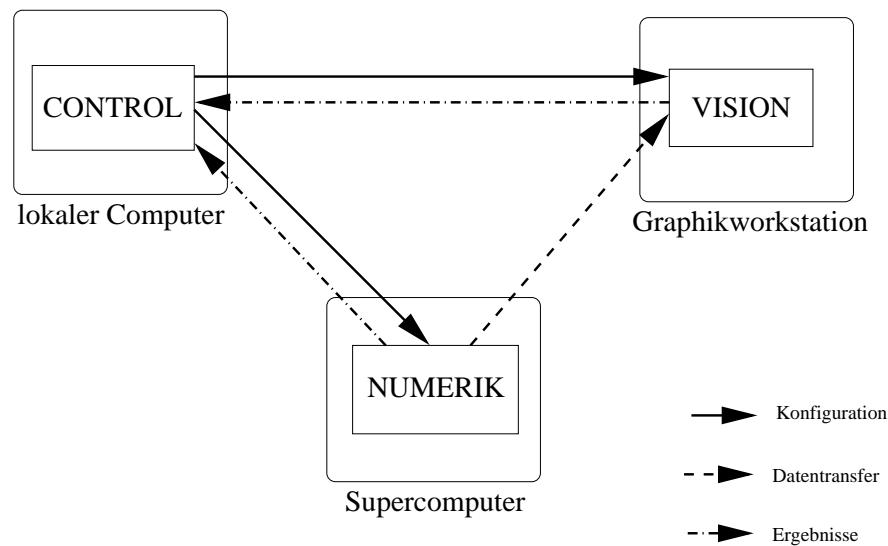 CONTROL
VISION
lokaler Computer
Graphikworkstation
NUMERIK
Supercomputer
Konfiguration
Datentransfer
Ergebnisse